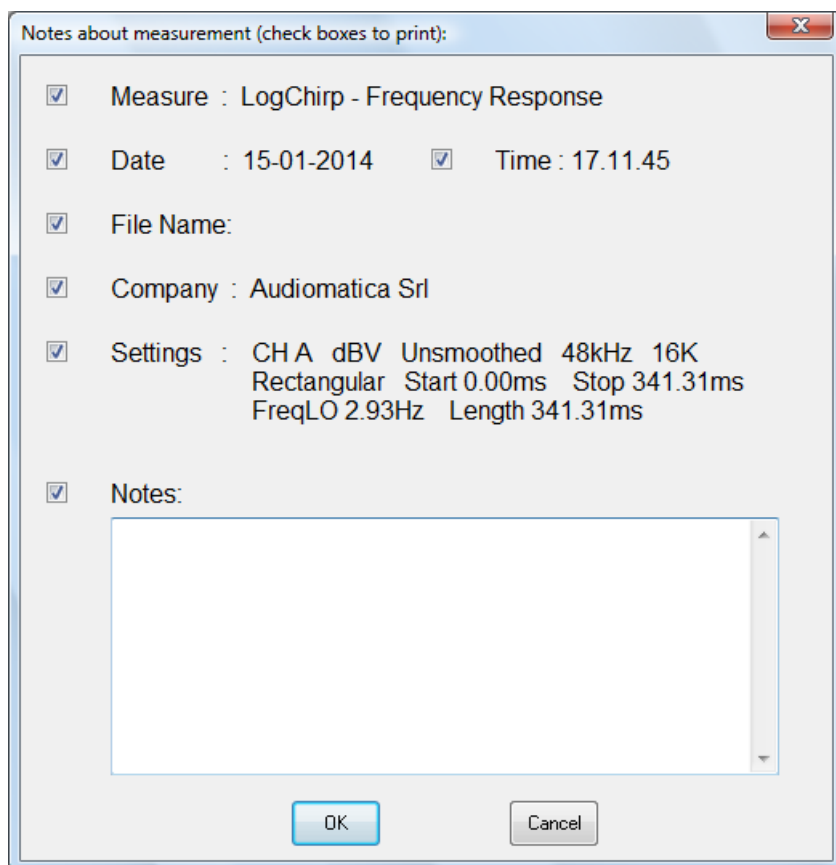 Notes about measurement (check boxes to print):
Measure : LogChirp - Frequency Response
Date : 15-01-2014 Time : 17.11.45
File Name:
Company : Audiomatica Srl
Settings : CH A dBV Unsmoothed 48kHz 16K
Rectangular Start 0.00ms Stop 341.31ms
FreqLO 2.93Hz Length 341.31ms
Notes:
OK Cancel